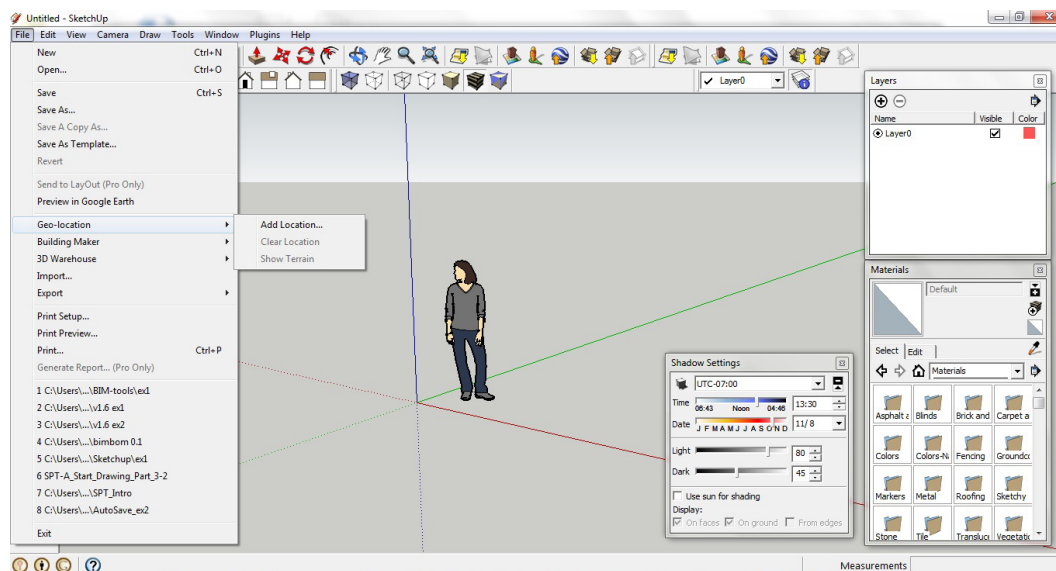 Untitled - SketchUp
File Edit View Camera Draw Tools Window Plugins Help
New Ctrl+N
Open... Ctrl+O
Save Ctrl+S
Save As...
Save A Copy As...
Save As Template...
Revert
Send to LayOut (Pro Only)
Preview in Google Earth
Geo-location
Building Maker
3D Warehouse
Import...
Export
Print Setup...
Print Preview...
Print... Ctrl+P
Generate Report... (Pro Only)
1 C:\Users\...\BIM-tools\ex1
2 C:\Users\...\v1.6 ex1
3 C:\Users\...\v1.6 ex2
4 C:\Users\...\bimbom 0.1
5 C:\Users\...\Sketchup\ex1
6 SPT-A_Start_Drawing_Part_3-2
7 C:\Users\...\SPT_Intro
8 C:\Users\...\AutoSave_ex2
Exit
Add Location...
Clear Location
Show Terrain
Layer0
Layers
Name Visible Color
Layer0
Shadow Settings
UTC-07:00
Time 06:43 Noon 04:46 13:30
Date J F M A M J J A S O N D 11/ 8
Light 80
Dark 45
Use sun for shading
Display:
On faces On ground From edges
Materials
Default
Select Edit
Materials
Asphalt a Blinds Brick and Carpet a
Colors Colors-Na Fencing Groundco
Markers Metal Roofing Sketchy
Stone Tile Transluc Vegetatic
Measurements